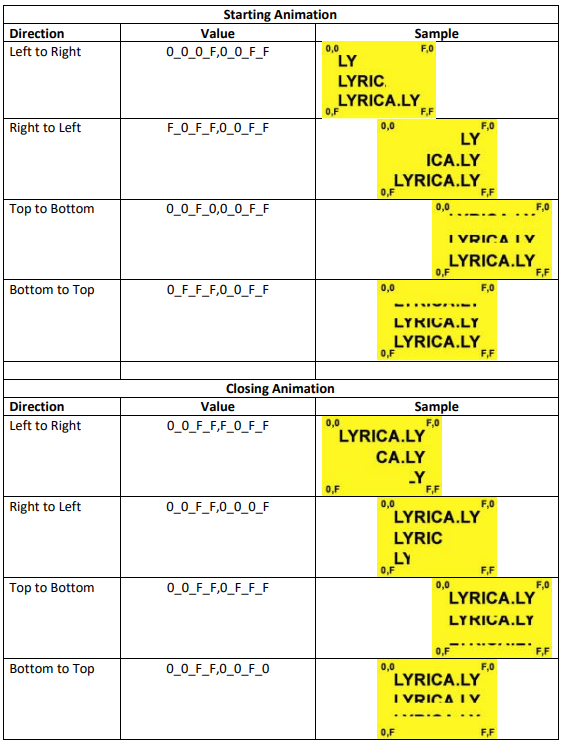 Starting Animation
Direction Value Sample
Left to Right 0_0_0_F,0_0_F_F 0,0 F,0
LY
LYRIC
LYRICA.LY
0,F F,F
Right to Left F_0_F_F,0_0_F_F 0,0 F,0
LY
ICA.LY
LYRICA.LY
0,F F,F
Top to Bottom 0_0_F_0,0_0_F_F 0,0 F,0
LYRICA.LY
LYRICA.LY
0,F F,F
Bottom to Top 0_F_F_F,0_0_F_F 0,0 F,0
LYRICA.LY
LYRICA.LY
0,F F,F
Closing Animation
Direction Value Sample
Left to Right 0_0_F_F,F_0_F_F 0,0 F,0
LYRICA.LY
CA.LY
_Y
0,F F,F
Right to Left 0_0_F_F,0_0_0_F 0,0 F,0
LYRICA.LY
LYRIC
LY
0,F F,F
Top to Bottom 0_0_F_F,0_F_F_F 0,0 F,0
LYRICA.LY
LYRICA.LY
0,F F,F
Bottom to Top 0_0_F_F,0_0_F_0 0,0 F,0
LYRICA.LY
LYRICA.LY
0,F F,F